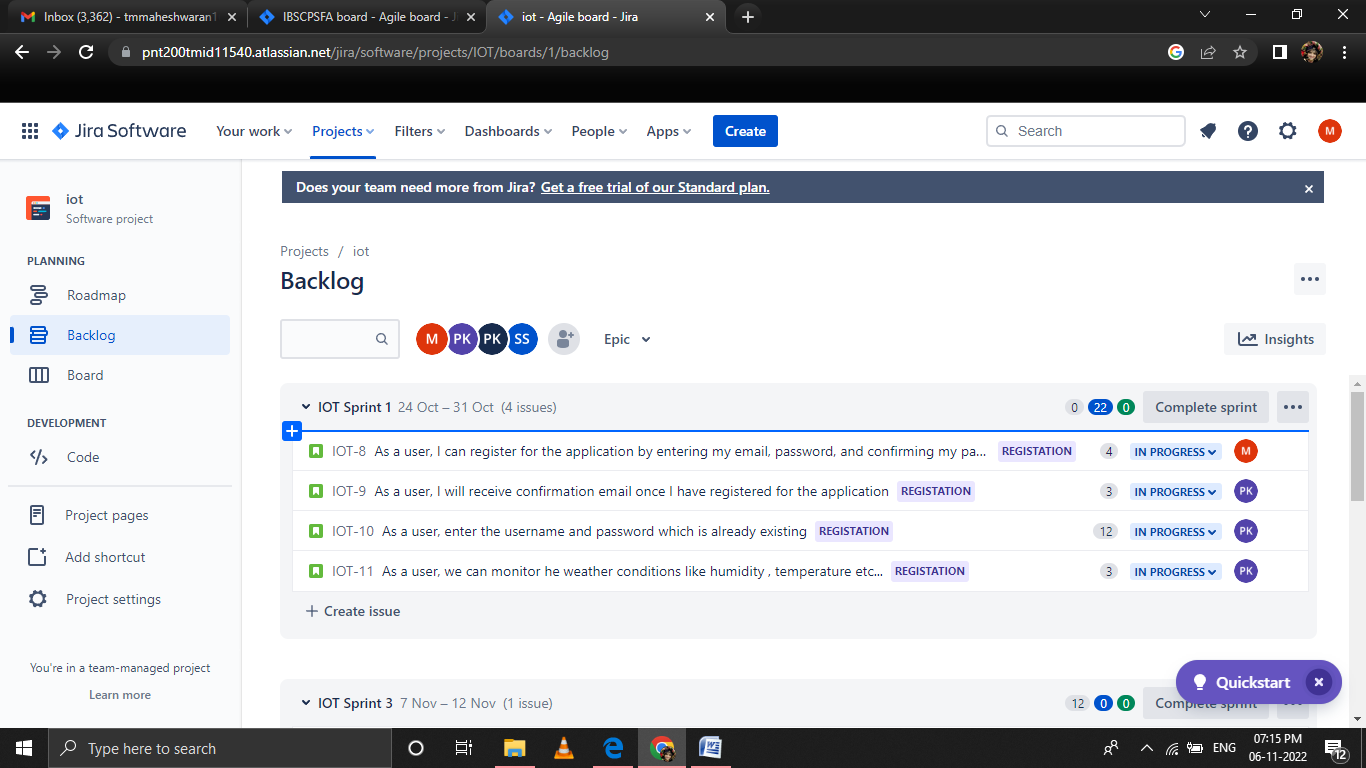 Inbox (3,362) - tmmaheshwaran1
IBSCPSFA board - Agile board - J
iot - Agile board - Jira
pnt200tmid11540.atlassian.net/jira/software/projects/IOT/boards/1/backlog
Jira Software
Your work
Projects
Filters
Dashboards
People
Apps
Create
Search
M
iot
Software project
PLANNING
Roadmap
Backlog
Board
DEVELOPMENT
Code
Project pages
Add shortcut
Project settings
You're in a team-managed project
Learn more
Does your team need more from Jira? Get a free trial of our Standard plan.
Projects / iot
Backlog
M PK PK SS
Epic
Insights
IOT Sprint 1 24 Oct – 31 Oct (4 issues) 0 22 0 Complete sprint
IOT-8 As a user, I can register for the application by entering my email, password, and confirming my pa... REGISTATION 4 IN PROGRESS M
IOT-9 As a user, I will receive confirmation email once I have registered for the application REGISTATION 3 IN PROGRESS PK
IOT-10 As a user, enter the username and password which is already existing REGISTATION 12 IN PROGRESS PK
IOT-11 As a user, we can monitor he weather conditions like humidity , temperature etc... REGISTATION 3 IN PROGRESS PK
+ Create issue
IOT Sprint 3 7 Nov – 12 Nov (1 issue) 12 0 0 Complete sprint
Quickstart
Type here to search
ENG
07:15 PM
06-11-2022
12